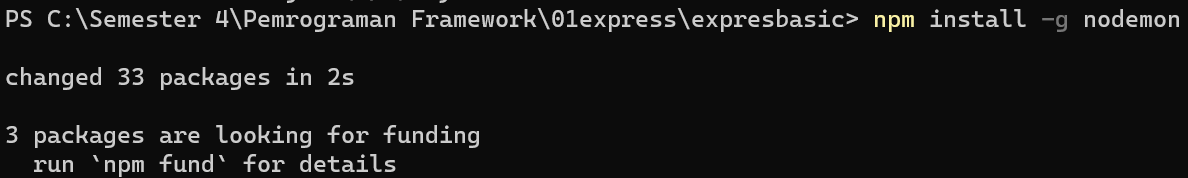 PS C:\Semester 4\Pemrograman Framework\01express\expresbasic> npm install -g nodemon
changed 33 packages in 2s
3 packages are looking for funding
  run `npm fund` for details